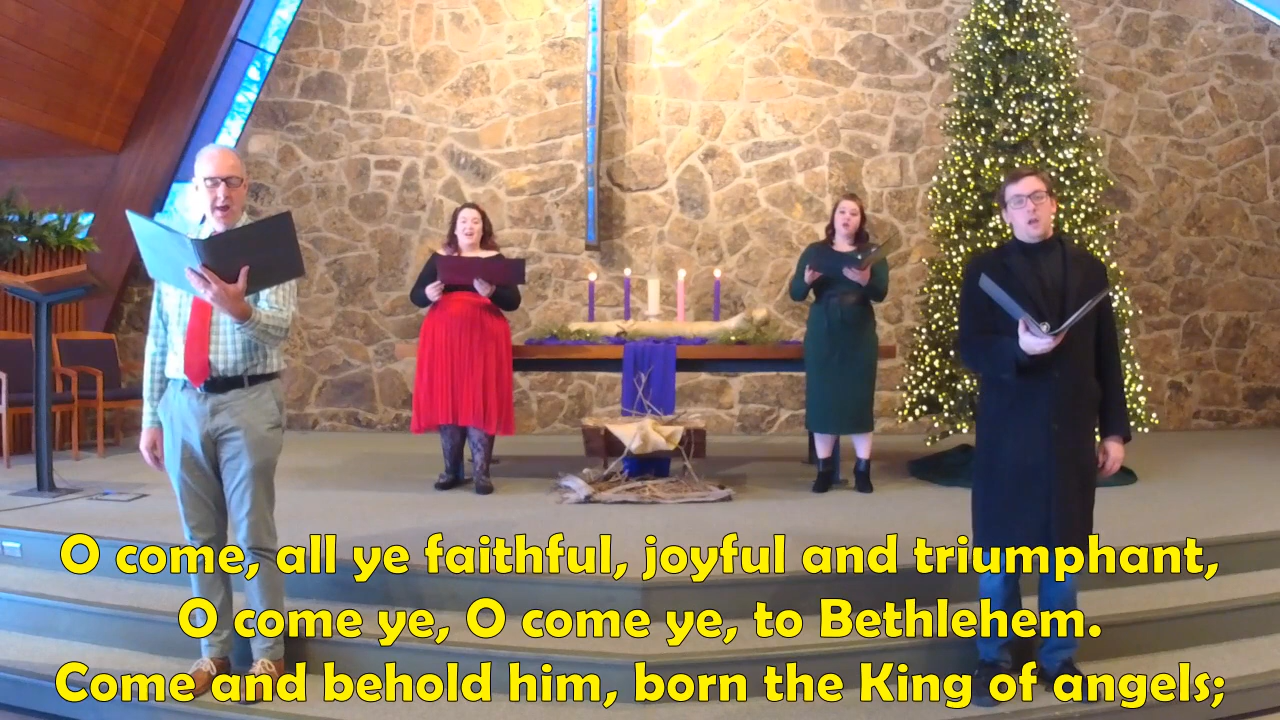 O come, all ye faithful, joyful and triumphant,
O come ye, O come ye, to Bethlehem.
Come and behold him, born the King of angels;